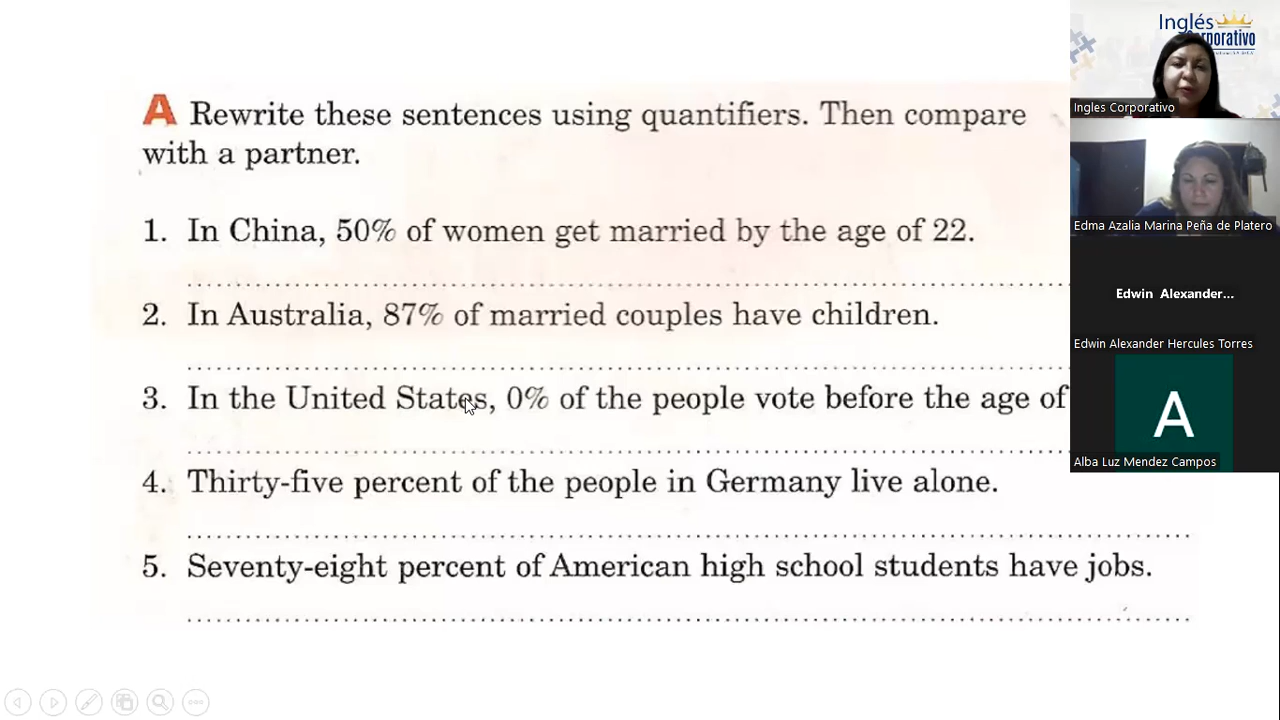 A Rewrite these sentences using quantifiers. Then compare
with a partner.
1. In China, 50% of women get married by the age of 22.
2. In Australia, 87% of married couples have children.
3. In the United States, 0% of the people vote before the age of
4. Thirty-five percent of the people in Germany live alone.
5. Seventy-eight percent of American high school students have jobs.
Inglés
Corporativo
Ingles Corporativo
Edma Azalia Marina Peña de Platero
Edwin Alexander...
Edwin Alexander Hercules Torres
A
Alba Luz Mendez Campos